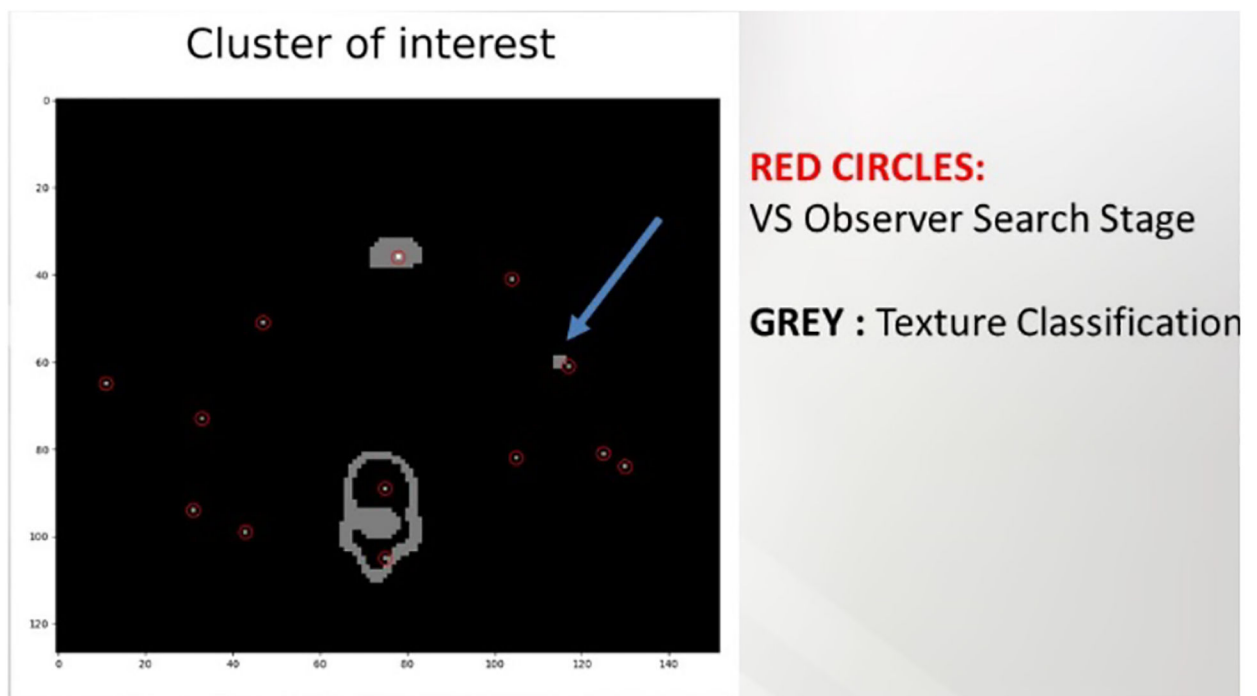 Cluster of interest
0
20
40
60
80
100
120
0 20 40 60 80 100 120 140
RED CIRCLES:
VS Observer Search Stage
GREY : Texture Classification